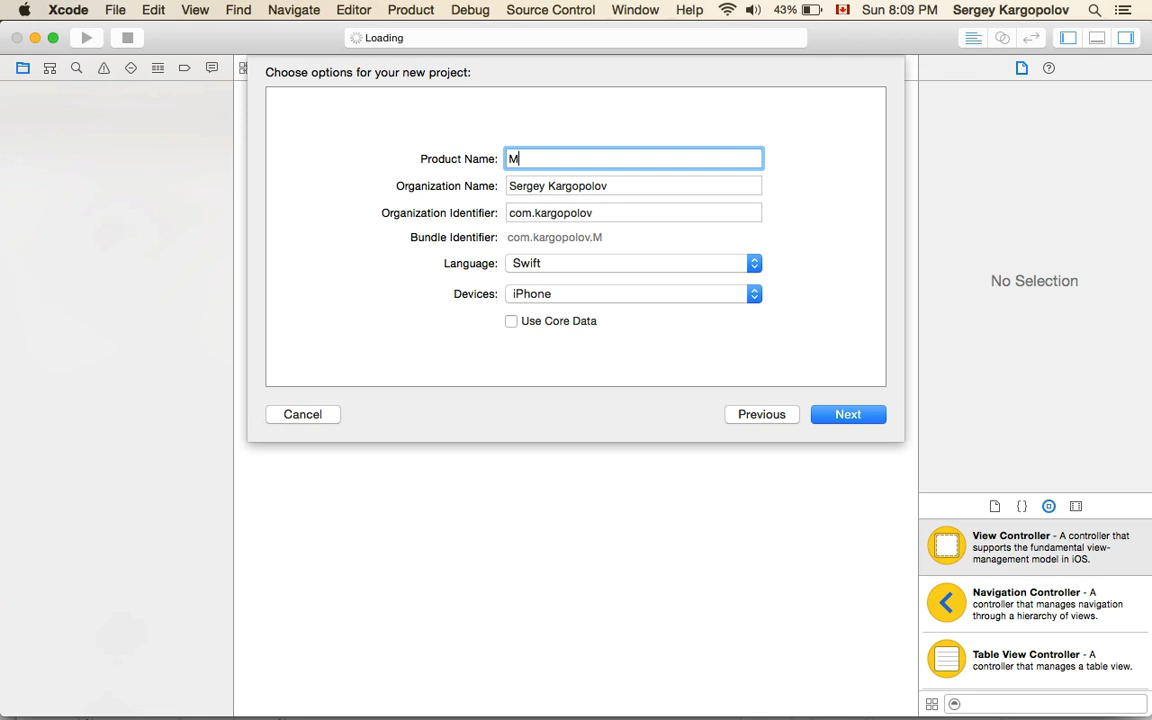 Xcode File Edit View Find Navigate Editor Product Debug Source Control Window Help 43% Sun 8:09 PM Sergey Kargopolov
Loading
Choose options for your new project:
Product Name: M
Organization Name: Sergey Kargopolov
Organization Identifier: com.kargopolov
Bundle Identifier: com.kargopolov.M
Language: Swift
Devices: iPhone
Use Core Data
Cancel Previous Next
No Selection
View Controller - A controller that
supports the fundamental view-
management model in iOS.
Navigation Controller - A
controller that manages navigation
through a hierarchy of views.
Table View Controller - A
controller that manages a table view.